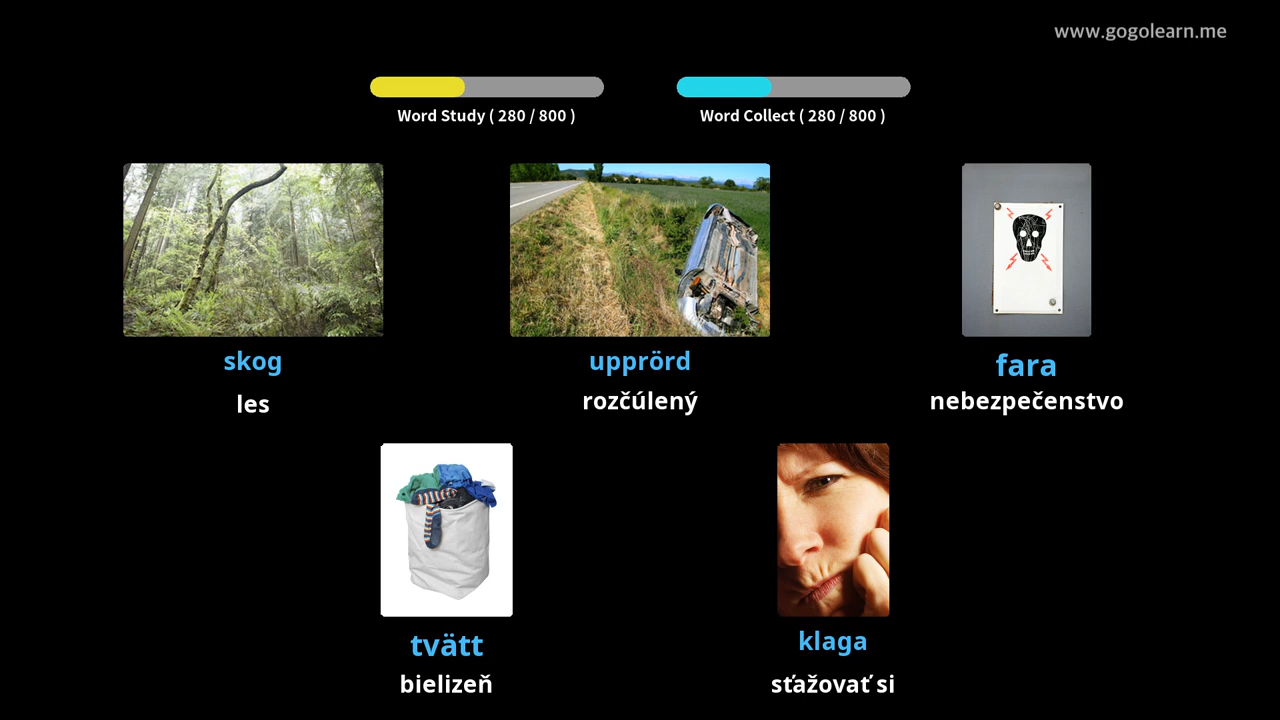 www.gogolearn.me
Word Study ( 280 / 800 )
Word Collect ( 280 / 800 )
skog
upprörd
fara
les
rozčúlený
nebezpečenstvo
tvätt
klaga
bielizeň
sťažovať si